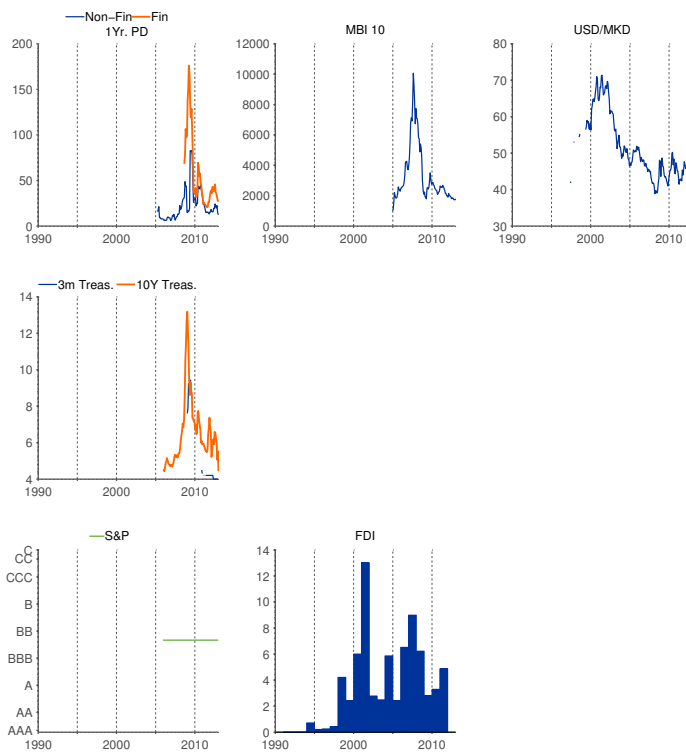 Non-Fin Fin
1Yr. PD
200
150
100
50
0
1990 2000 2010
MBI 10
12000
10000
8000
6000
4000
2000
0
1990 2000 2010
USD/MKD
80
70
60
50
40
30
1990 2000 2010
3m Treas. 10Y Treas.
14
12
10
8
6
4
1990 2000 2010
S&P
C
CC
CCC
B
BB
BBB
A
AA
AAA
1990 2000 2010
FDI
14
12
10
8
6
4
2
0
1990 2000 2010